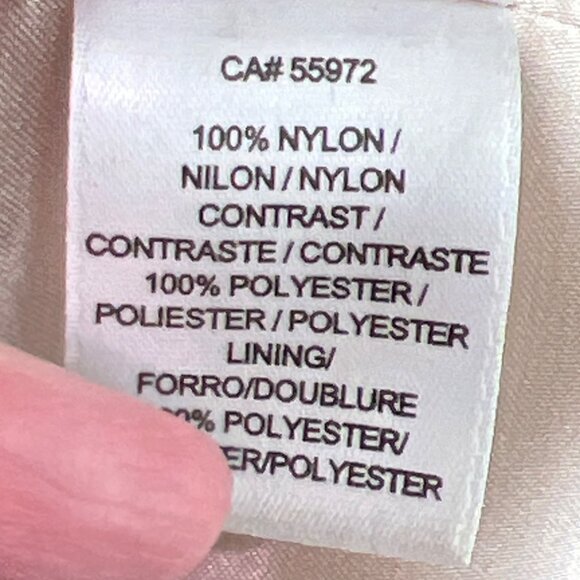 CA# 55972
100% NYLON /
NILON / NYLON
CONTRAST /
CONTRASTE / CONTRASTE
100% POLYESTER /
POLIESTER / POLYESTER
LINING/
FORRO/DOUBLURE
POLYESTER/
POLYESTER